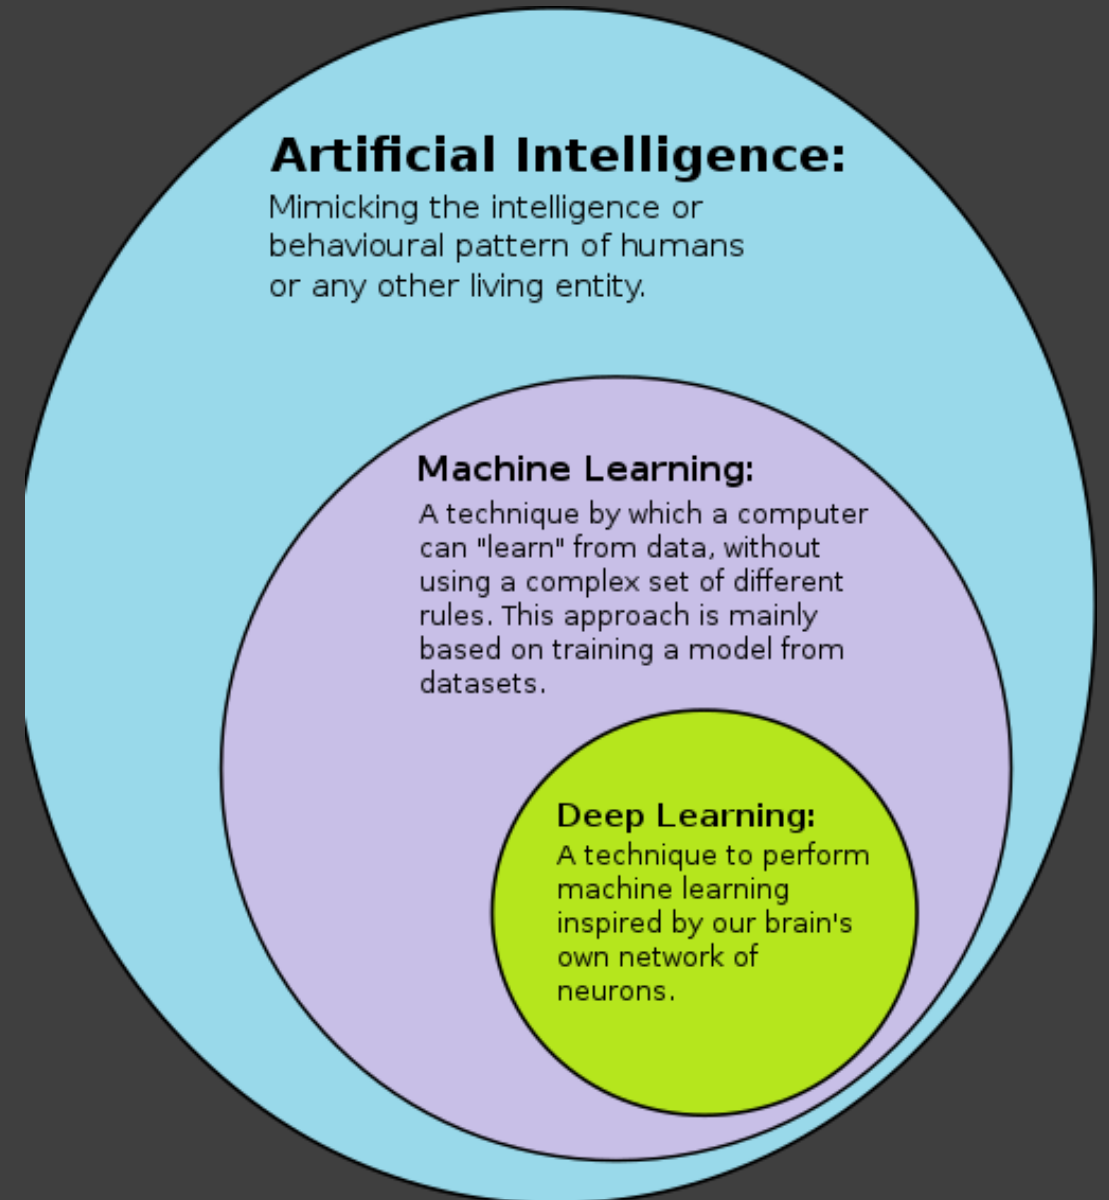 Artificial Intelligence:
Mimicking the intelligence or
behavioural pattern of humans
or any other living entity.
Machine Learning:
A technique by which a computer
can "learn" from data, without
using a complex set of different
rules. This approach is mainly
based on training a model from
datasets.
Deep Learning:
A technique to perform
machine learning
inspired by our brain's
own network of
neurons.